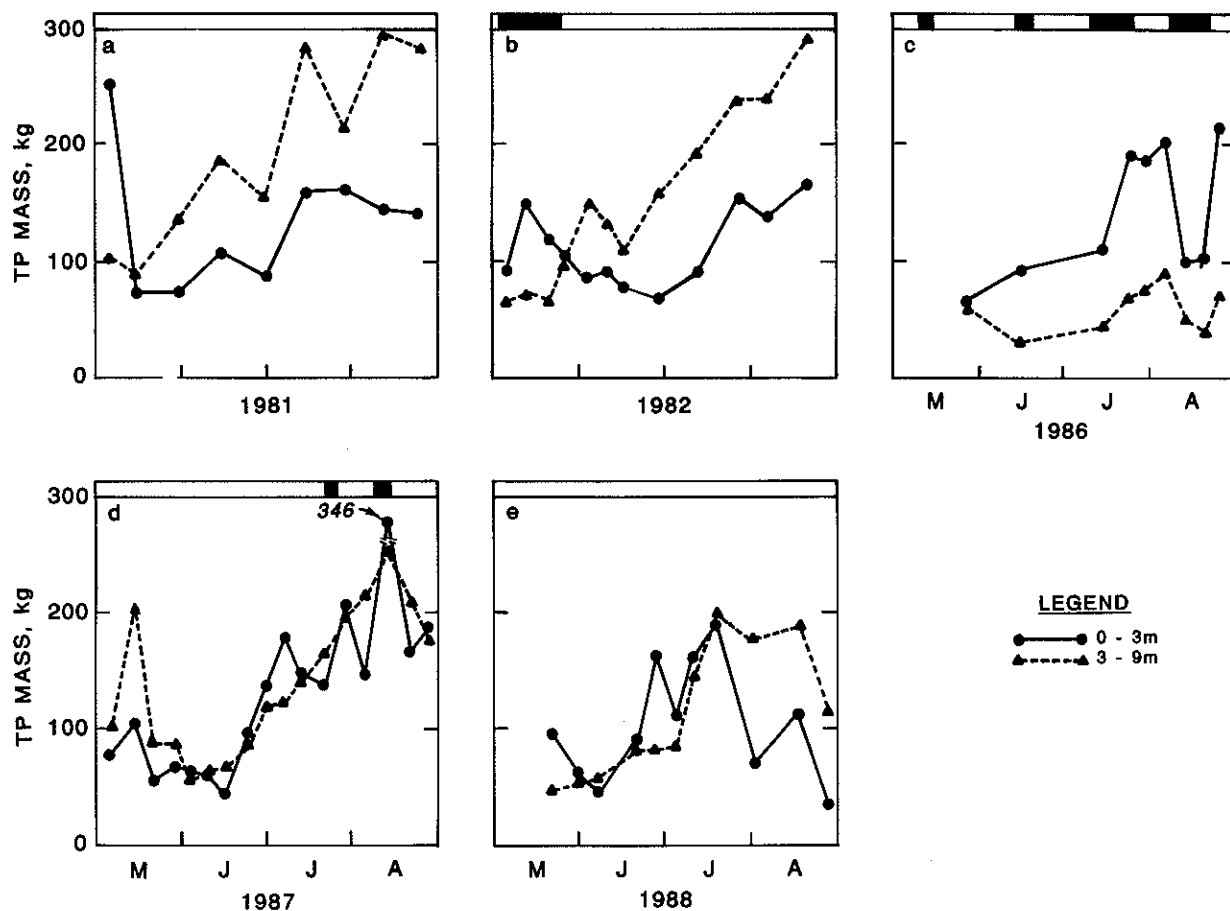 a
b
c
300
200
100
0
TP MASS, kg
1981
1982
M J J A
1986
d
e
346
300
200
100
0
TP MASS, kg
M J J A
1987
M J J A
1988
LEGEND
0 - 3m
3 - 9m